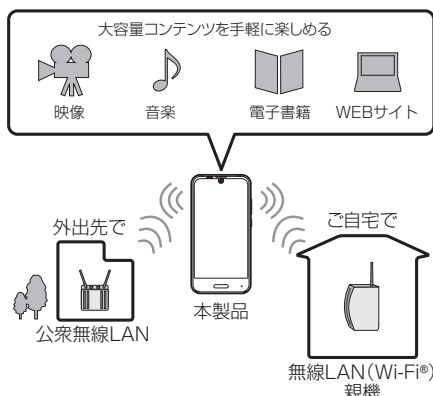 大容量コンテンツを手軽に楽しめる
映像
音楽
電子書籍
WEBサイト
外出先で
ご自宅で
公衆無線LAN
本製品
無線LAN（Wi-Fi®）
親機